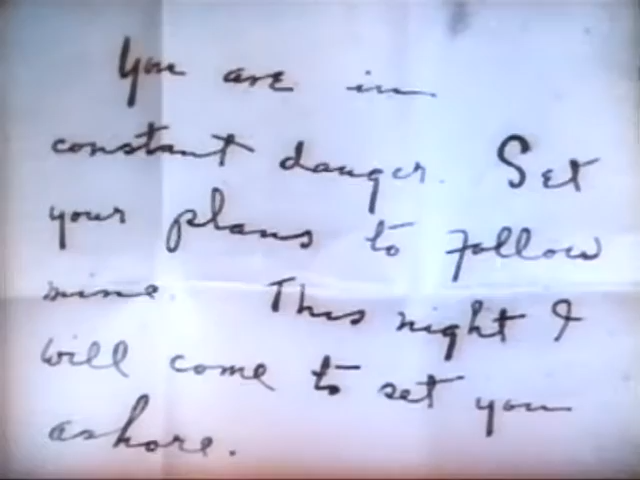 You are in
constant danger. Set
your plans to follow
mine. This night I
will come to set you
ashore.